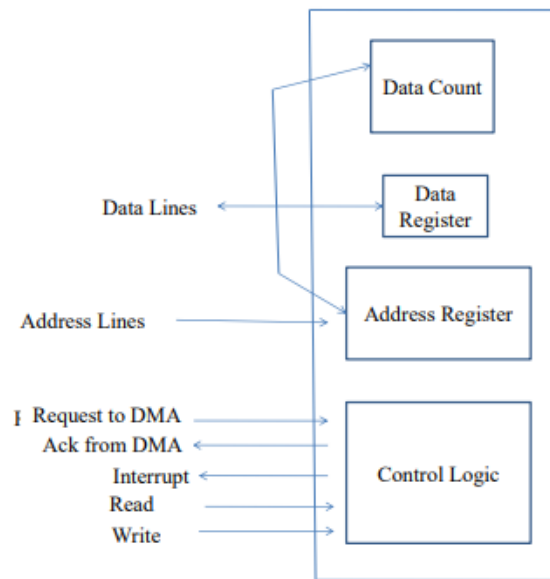 Data Count
Data Lines
Data
Register
Address Lines
Address Register
Request to DMA
Ack from DMA
Interrupt
Control Logic
Read
Write